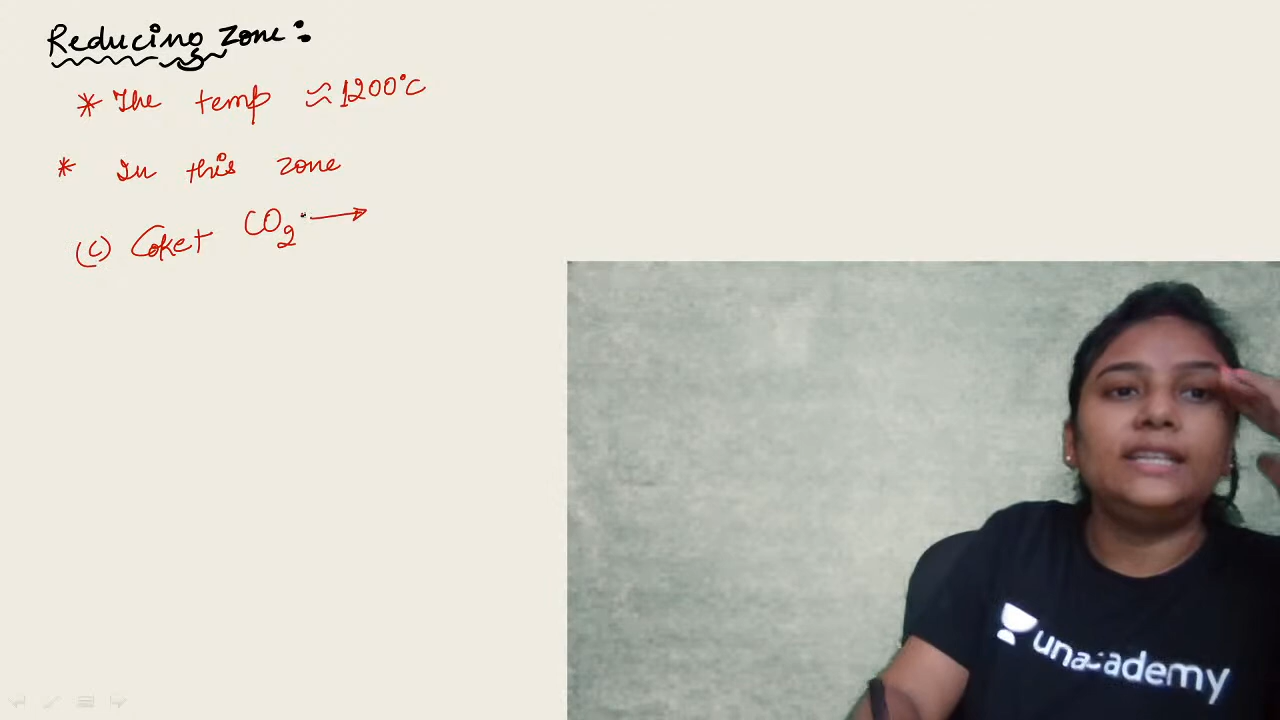 Reducing zone:
* The temp ≈1200°C
* In this zone
(C) Coke+ CO2 →
unacademy